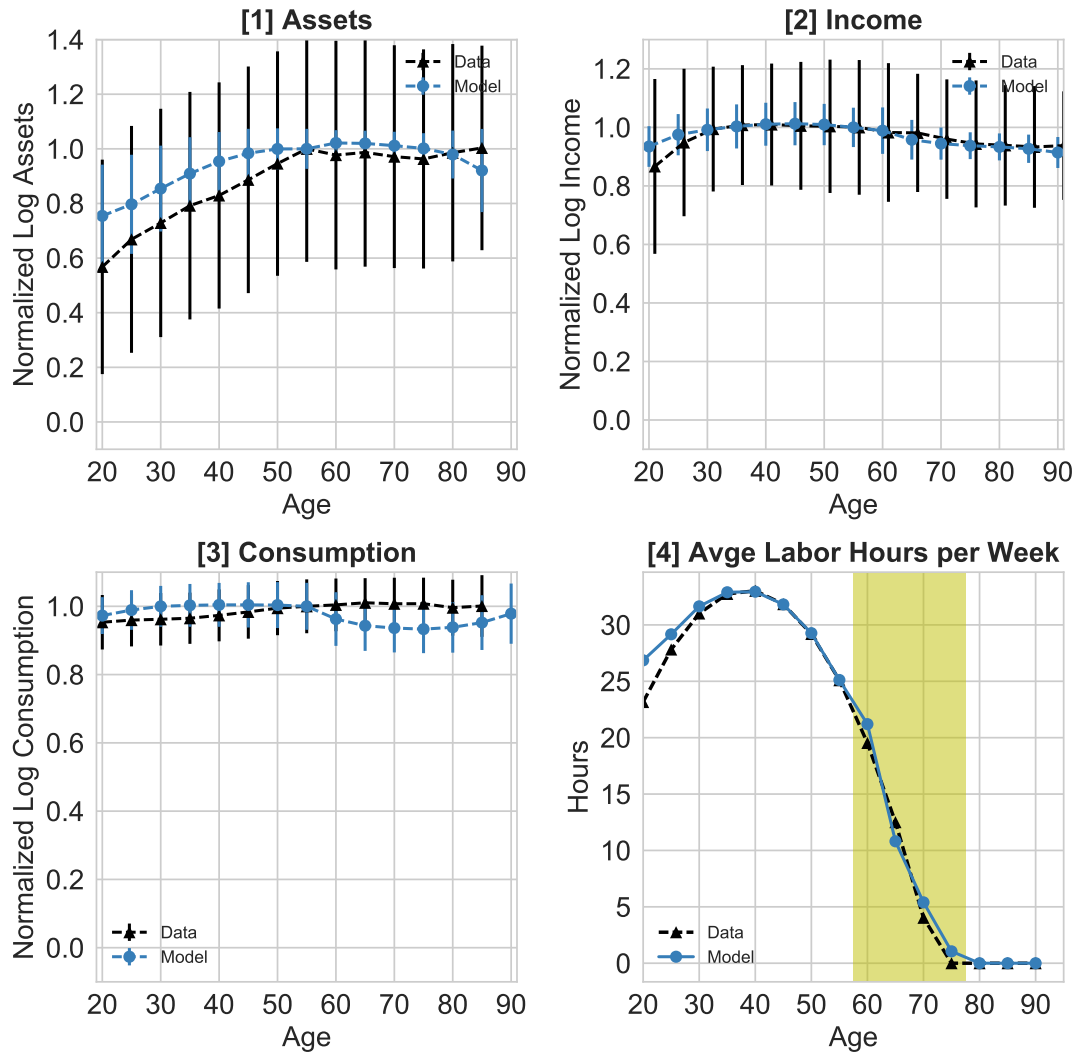 [1] Assets
1.4
1.2
1.0
0.8
0.6
0.4
0.2
0.0
Normalized Log Assets
Data
Model
20 30 40 50 60 70 80 90
Age
[2] Income
1.2
1.0
0.8
0.6
0.4
0.2
0.0
Normalized Log Income
Data
Model
20 30 40 50 60 70 80 90
Age
[3] Consumption
1.0
0.8
0.6
0.4
0.2
0.0
Normalized Log Consumption
Data
Model
20 30 40 50 60 70 80 90
Age
[4] Avge Labor Hours per Week
30
25
20
15
10
5
0
Hours
Data
Model
20 30 40 50 60 70 80 90
Age